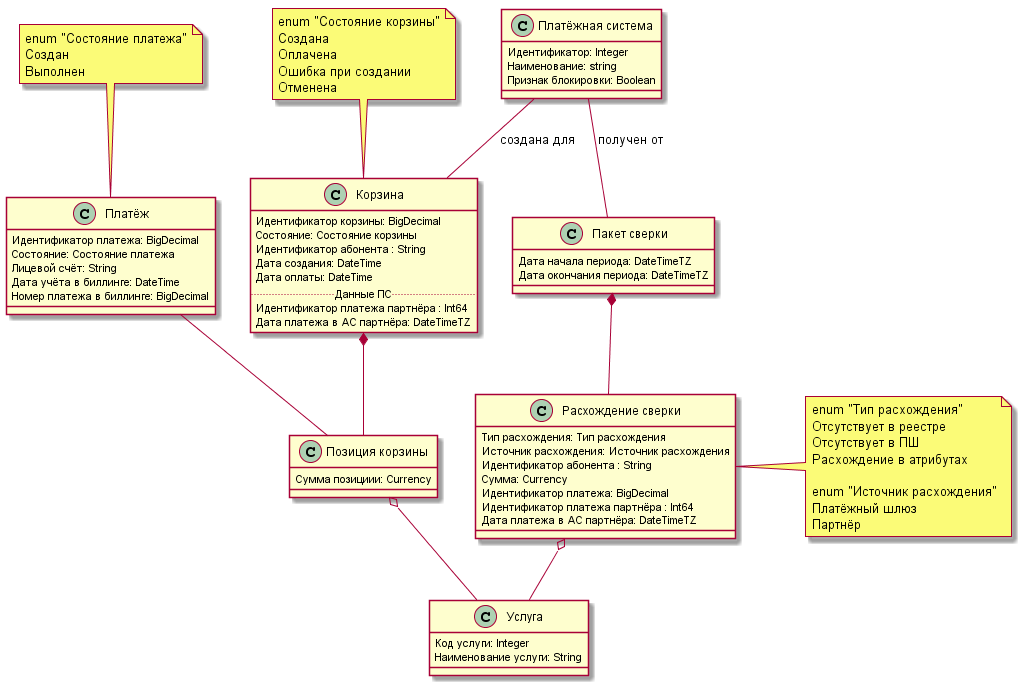 enum "Состояние платежа"
Создан
Выполнен
enum "Состояние корзины"
Создана
Оплачена
Ошибка при создании
Отменена
C Платёжная система
Идентификатор: Integer
Наименование: string
Признак блокировки: Boolean
создана для
получен от
C Платёж
Идентификатор платежа: BigDecimal
Состояние: Состояние платежа
Лицевой счёт: String
Дата учёта в биллинге: DateTime
Номер платежа в биллинге: BigDecimal
C Корзина
Идентификатор корзины: BigDecimal
Состояние: Состояние корзины
Идентификатор абонента : String
Дата создания: DateTime
Дата оплаты: DateTime
Данные ПС
Идентификатор платежа партнёра : Int64
Дата платежа в АС партнёра: DateTimeTZ
C Пакет сверки
Дата начала периода: DateTimeTZ
Дата окончания периода: DateTimeTZ
C Позиция корзины
Сумма позициии: Currency
C Расхождение сверки
Тип расхождения: Тип расхождения
Источник расхождения: Источник расхождения
Идентификатор абонента : String
Сумма: Currency
Идентификатор платежа: BigDecimal
Идентификатор платежа партнёра : Int64
Дата платежа в АС партнёра: DateTimeTZ
enum "Тип расхождения"
Отсутствует в реестре
Отсутствует в ПШ
Расхождение в атрибутах
enum "Источник расхождения"
Платёжный шлюз
Партнёр
C Услуга
Код услуги: Integer
Наименование услуги: String